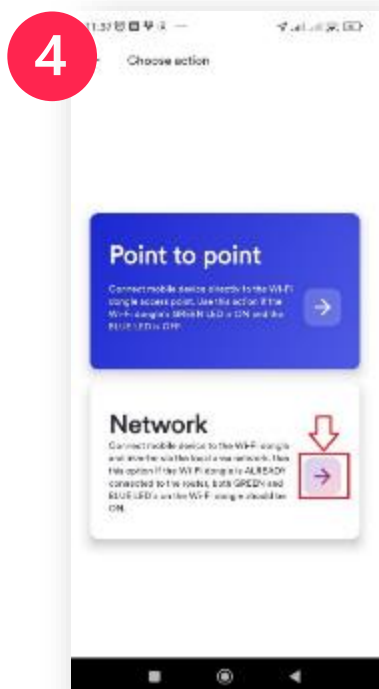 4
11:37
Choose action
Point to point
Connect mobile device directly to the Wi-Fi
dongle access point. Use this action if the
Wi-Fi dongle's GREEN LED is ON and the
BLUE LED is OFF.
Network
Connect mobile device to the Wi-Fi dongle
and inverter via the local area network. Use
this option if the Wi-Fi dongle is ALREADY
connected to the router, both GREEN and
BLUE LED's on the Wi-Fi dongle should be
ON.